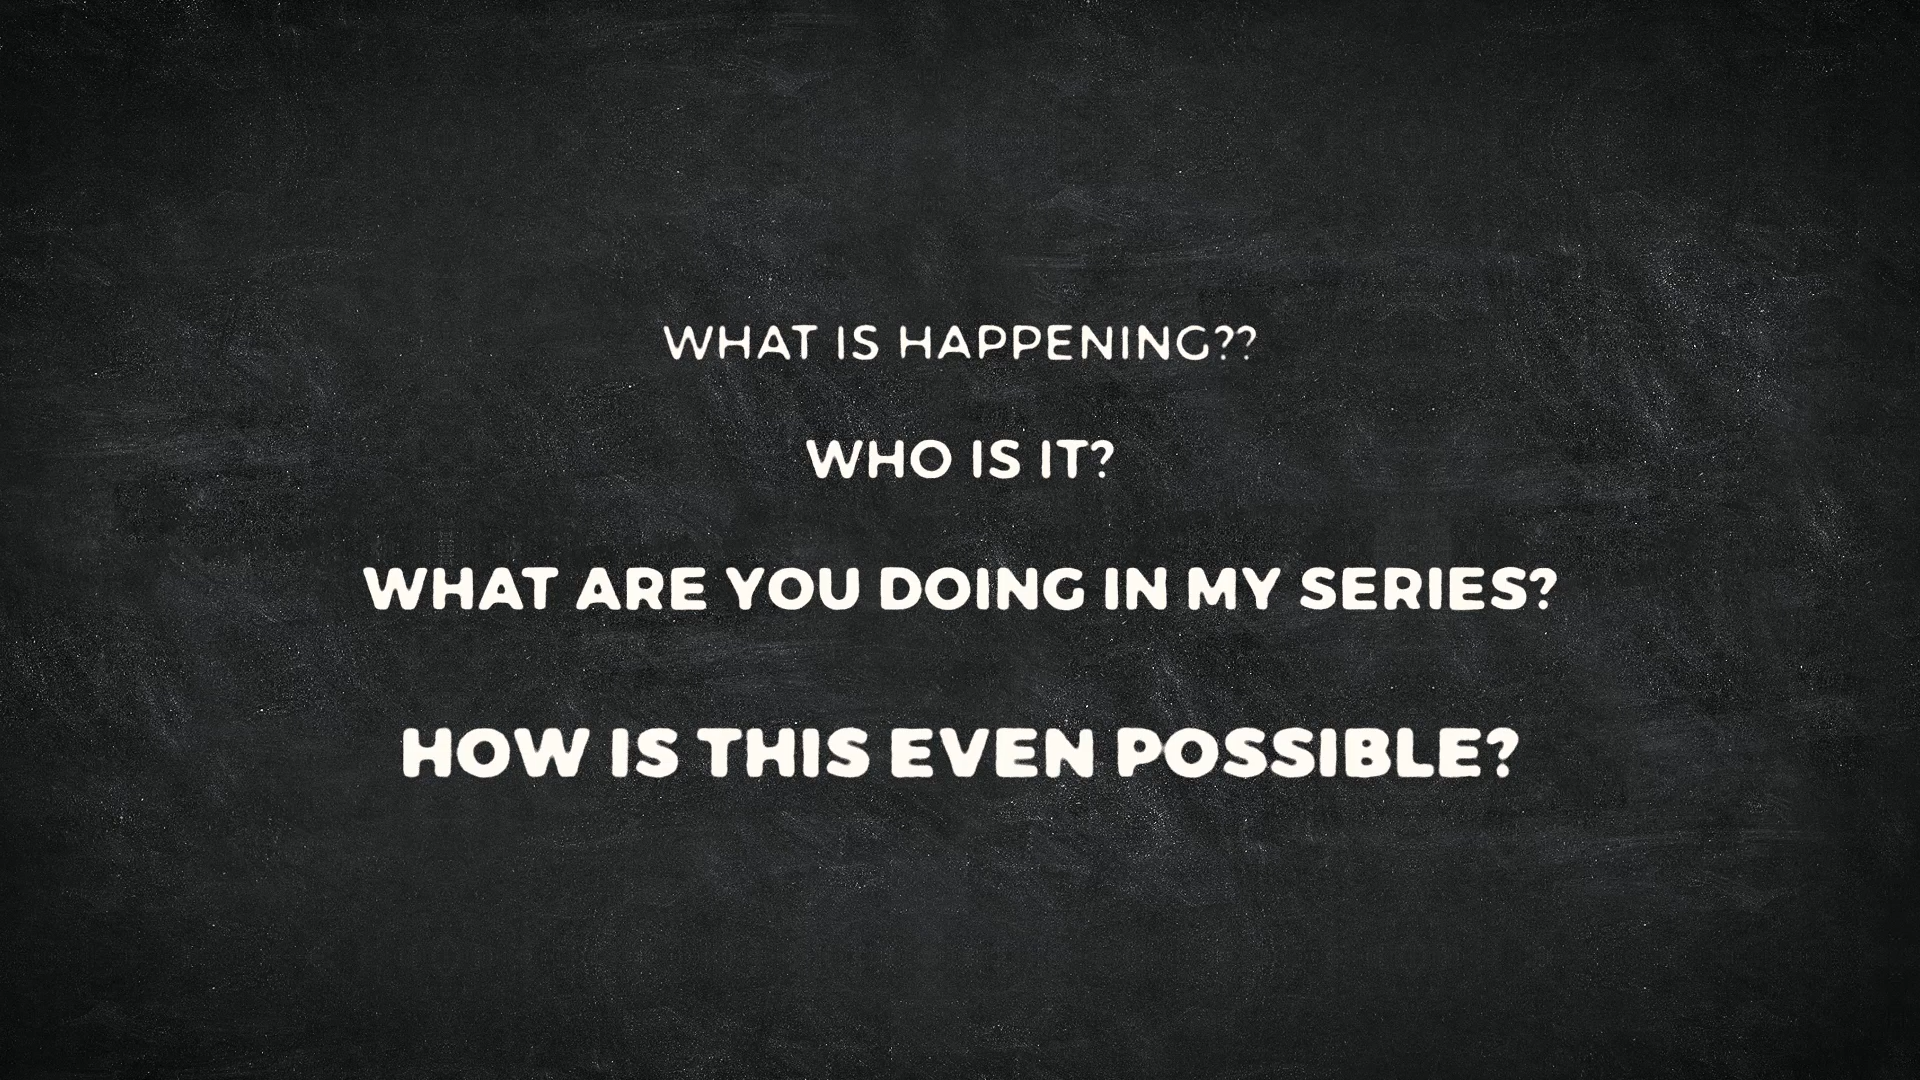 WHAT IS HAPPENING??
WHO IS IT?
WHAT ARE YOU DOING IN MY SERIES?
HOW IS THIS EVEN POSSIBLE?